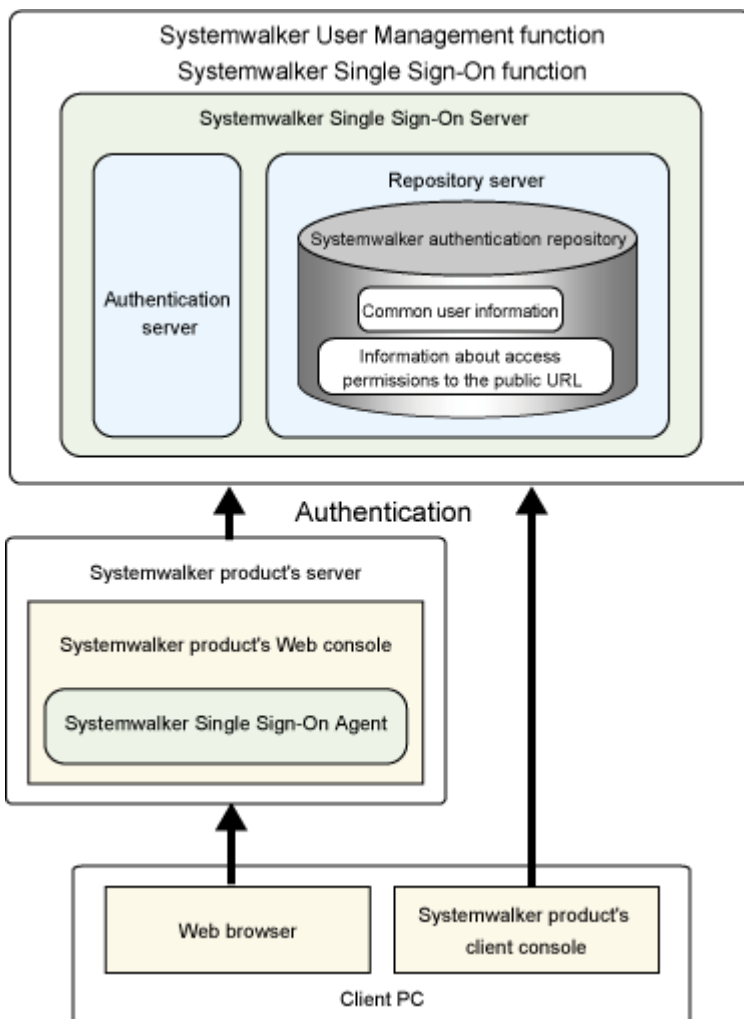 Systemwalker User Management function
Systemwalker Single Sign-On function
Systemwalker Single Sign-On Server
Authentication
server
Repository server
Systemwalker authentication repository
Common user information
Information about access
permissions to the public URL
Authentication
Systemwalker product's server
Systemwalker product's Web console
Systemwalker Single Sign-On Agent
Web browser
Systemwalker product's
client console
Client PC